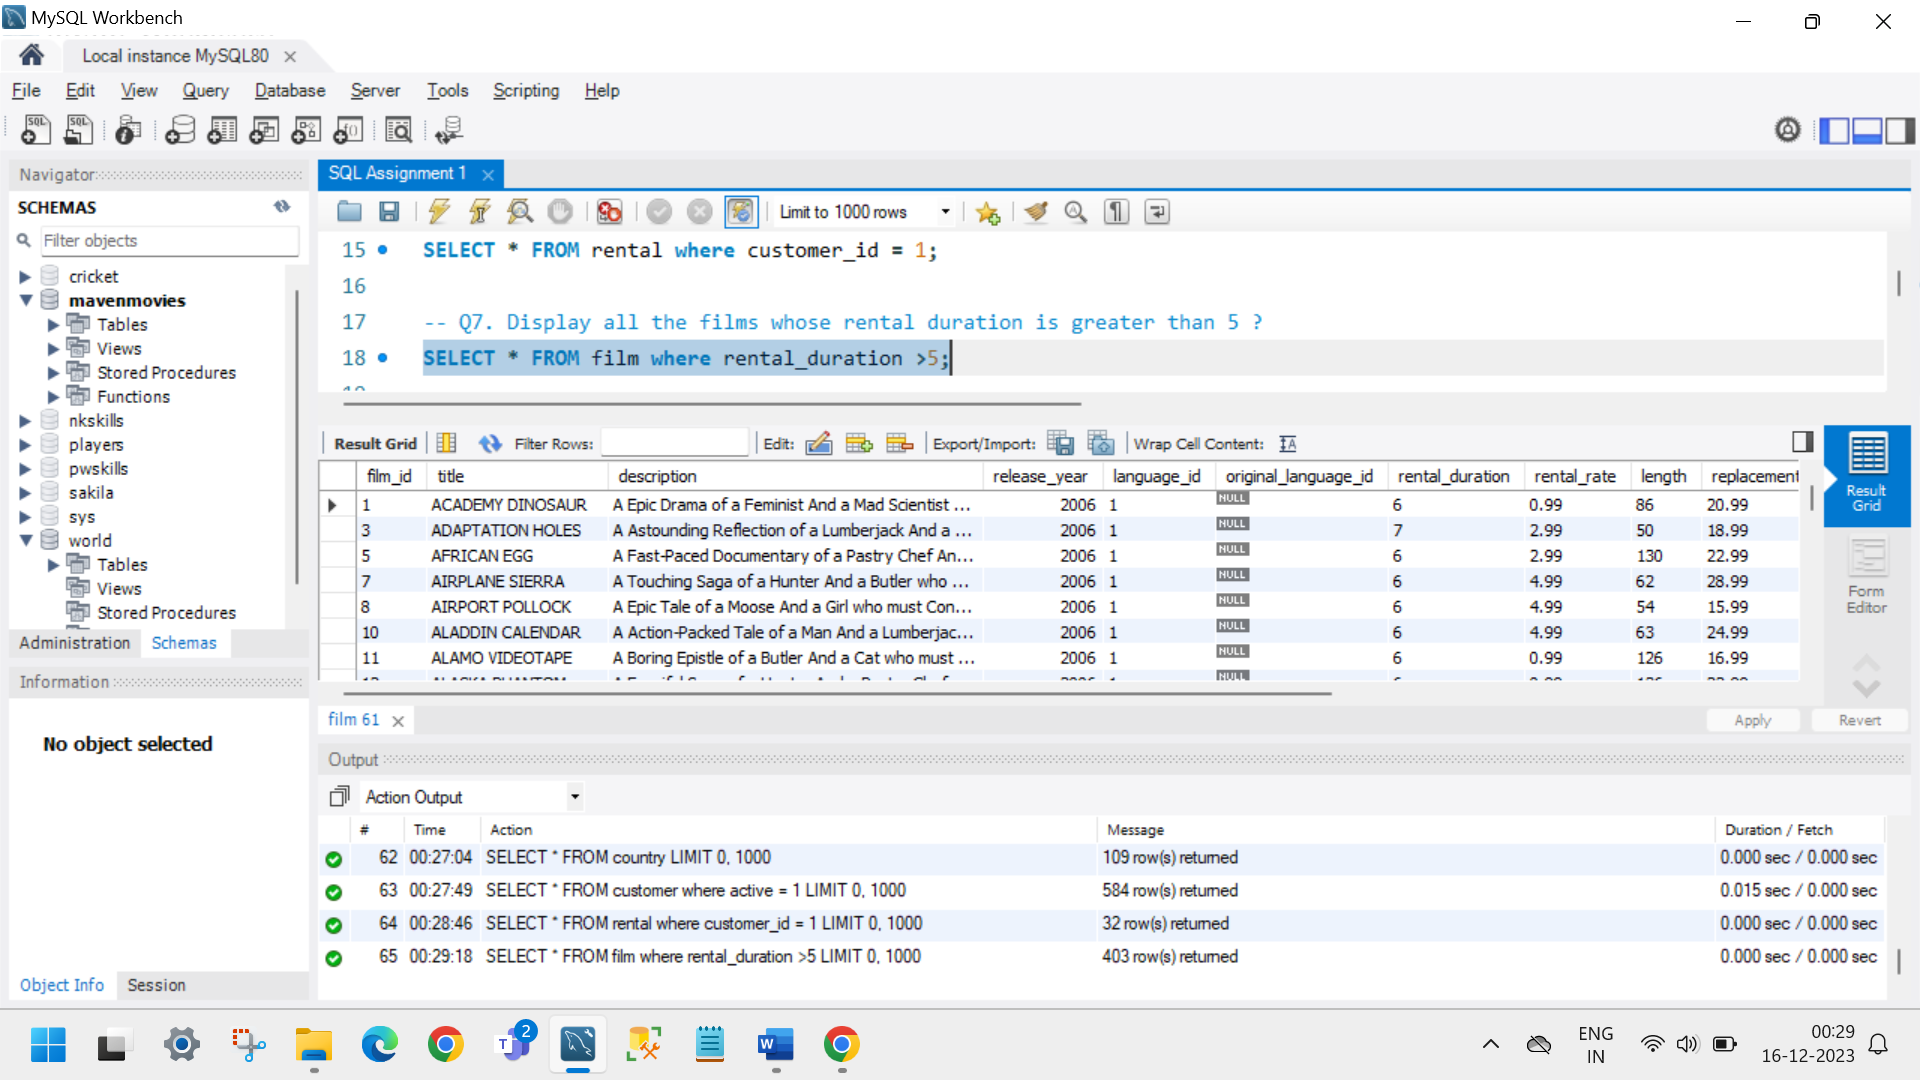 MySQL Workbench
Local instance MySQL80
File Edit View Query Database Server Tools Scripting Help
Navigator
SCHEMAS
Filter objects
cricket
mavenmovies
Tables
Views
Stored Procedures
Functions
nkskills
players
pwskills
sakila
sys
world
Tables
Views
Stored Procedures
Administration Schemas
Information
No object selected
Object Info Session
SQL Assignment 1
Limit to 1000 rows
15 SELECT * FROM rental where customer_id = 1;
16
17 -- Q7. Display all the films whose rental duration is greater than 5 ?
18 SELECT * FROM film where rental_duration >5;
Result Grid Filter Rows: Edit: Export/Import: Wrap Cell Content:
film_id title description release_year language_id original_language_id rental_duration rental_rate length replacement
1 ACADEMY DINOSAUR A Epic Drama of a Feminist And a Mad Scientist ... 2006 1 NULL 6 0.99 86 20.99
3 ADAPTATION HOLES A Astounding Reflection of a Lumberjack And a ... 2006 1 NULL 7 2.99 50 18.99
5 AFRICAN EGG A Fast-Paced Documentary of a Pastry Chef An... 2006 1 NULL 6 2.99 130 22.99
7 AIRPLANE SIERRA A Touching Saga of a Hunter And a Butler who ... 2006 1 NULL 6 4.99 62 28.99
8 AIRPORT POLLOCK A Epic Tale of a Moose And a Girl who must Con... 2006 1 NULL 6 4.99 54 15.99
10 ALADDIN CALENDAR A Action-Packed Tale of a Man And a Lumberjac... 2006 1 NULL 6 4.99 63 24.99
11 ALAMO VIDEOTAPE A Boring Epistle of a Butler And a Cat who must ... 2006 1 NULL 6 0.99 126 16.99
NULL
Result Grid
Form Editor
film 61
Apply Revert
Output
Action Output
# Time Action Message Duration / Fetch
62 00:27:04 SELECT * FROM country LIMIT 0, 1000 109 row(s) returned 0.000 sec / 0.000 sec
63 00:27:49 SELECT * FROM customer where active = 1 LIMIT 0, 1000 584 row(s) returned 0.015 sec / 0.000 sec
64 00:28:46 SELECT * FROM rental where customer_id = 1 LIMIT 0, 1000 32 row(s) returned 0.000 sec / 0.000 sec
65 00:29:18 SELECT * FROM film where rental_duration >5 LIMIT 0, 1000 403 row(s) returned 0.000 sec / 0.000 sec
2
ENG
IN
00:29
16-12-2023